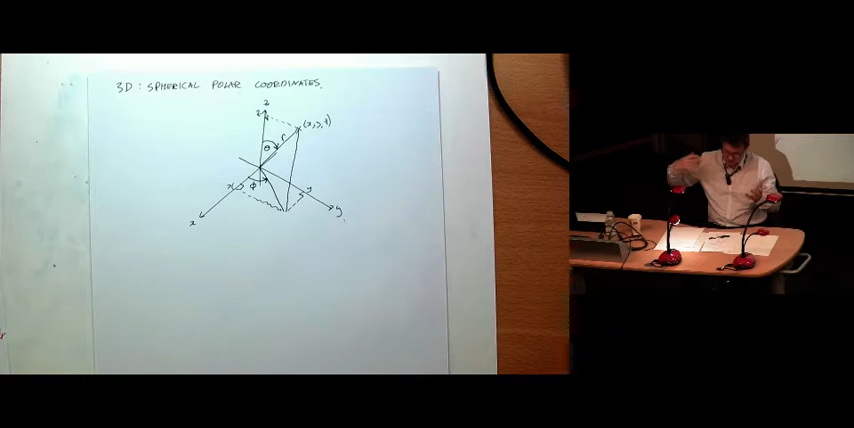 3D : SPHERICAL POLAR COORDINATES.
z
z
(x, y, z)
r
θ
x
φ
y
x
y